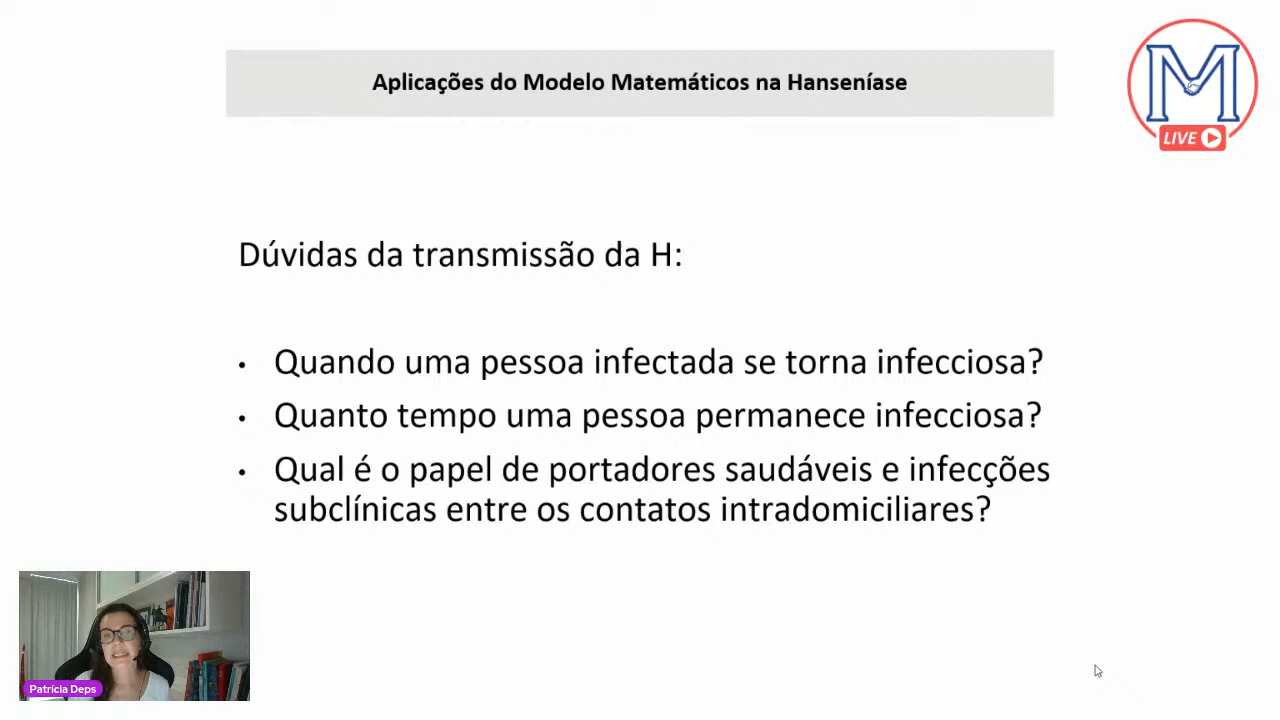 Aplicações do Modelo Matemáticos na Hanseníase
M
LIVE
Dúvidas da transmissão da H:
• Quando uma pessoa infectada se torna infecciosa?
• Quanto tempo uma pessoa permanece infecciosa?
• Qual é o papel de portadores saudáveis e infecções
subclínicas entre os contatos intradomiciliares?
Patrícia Deps